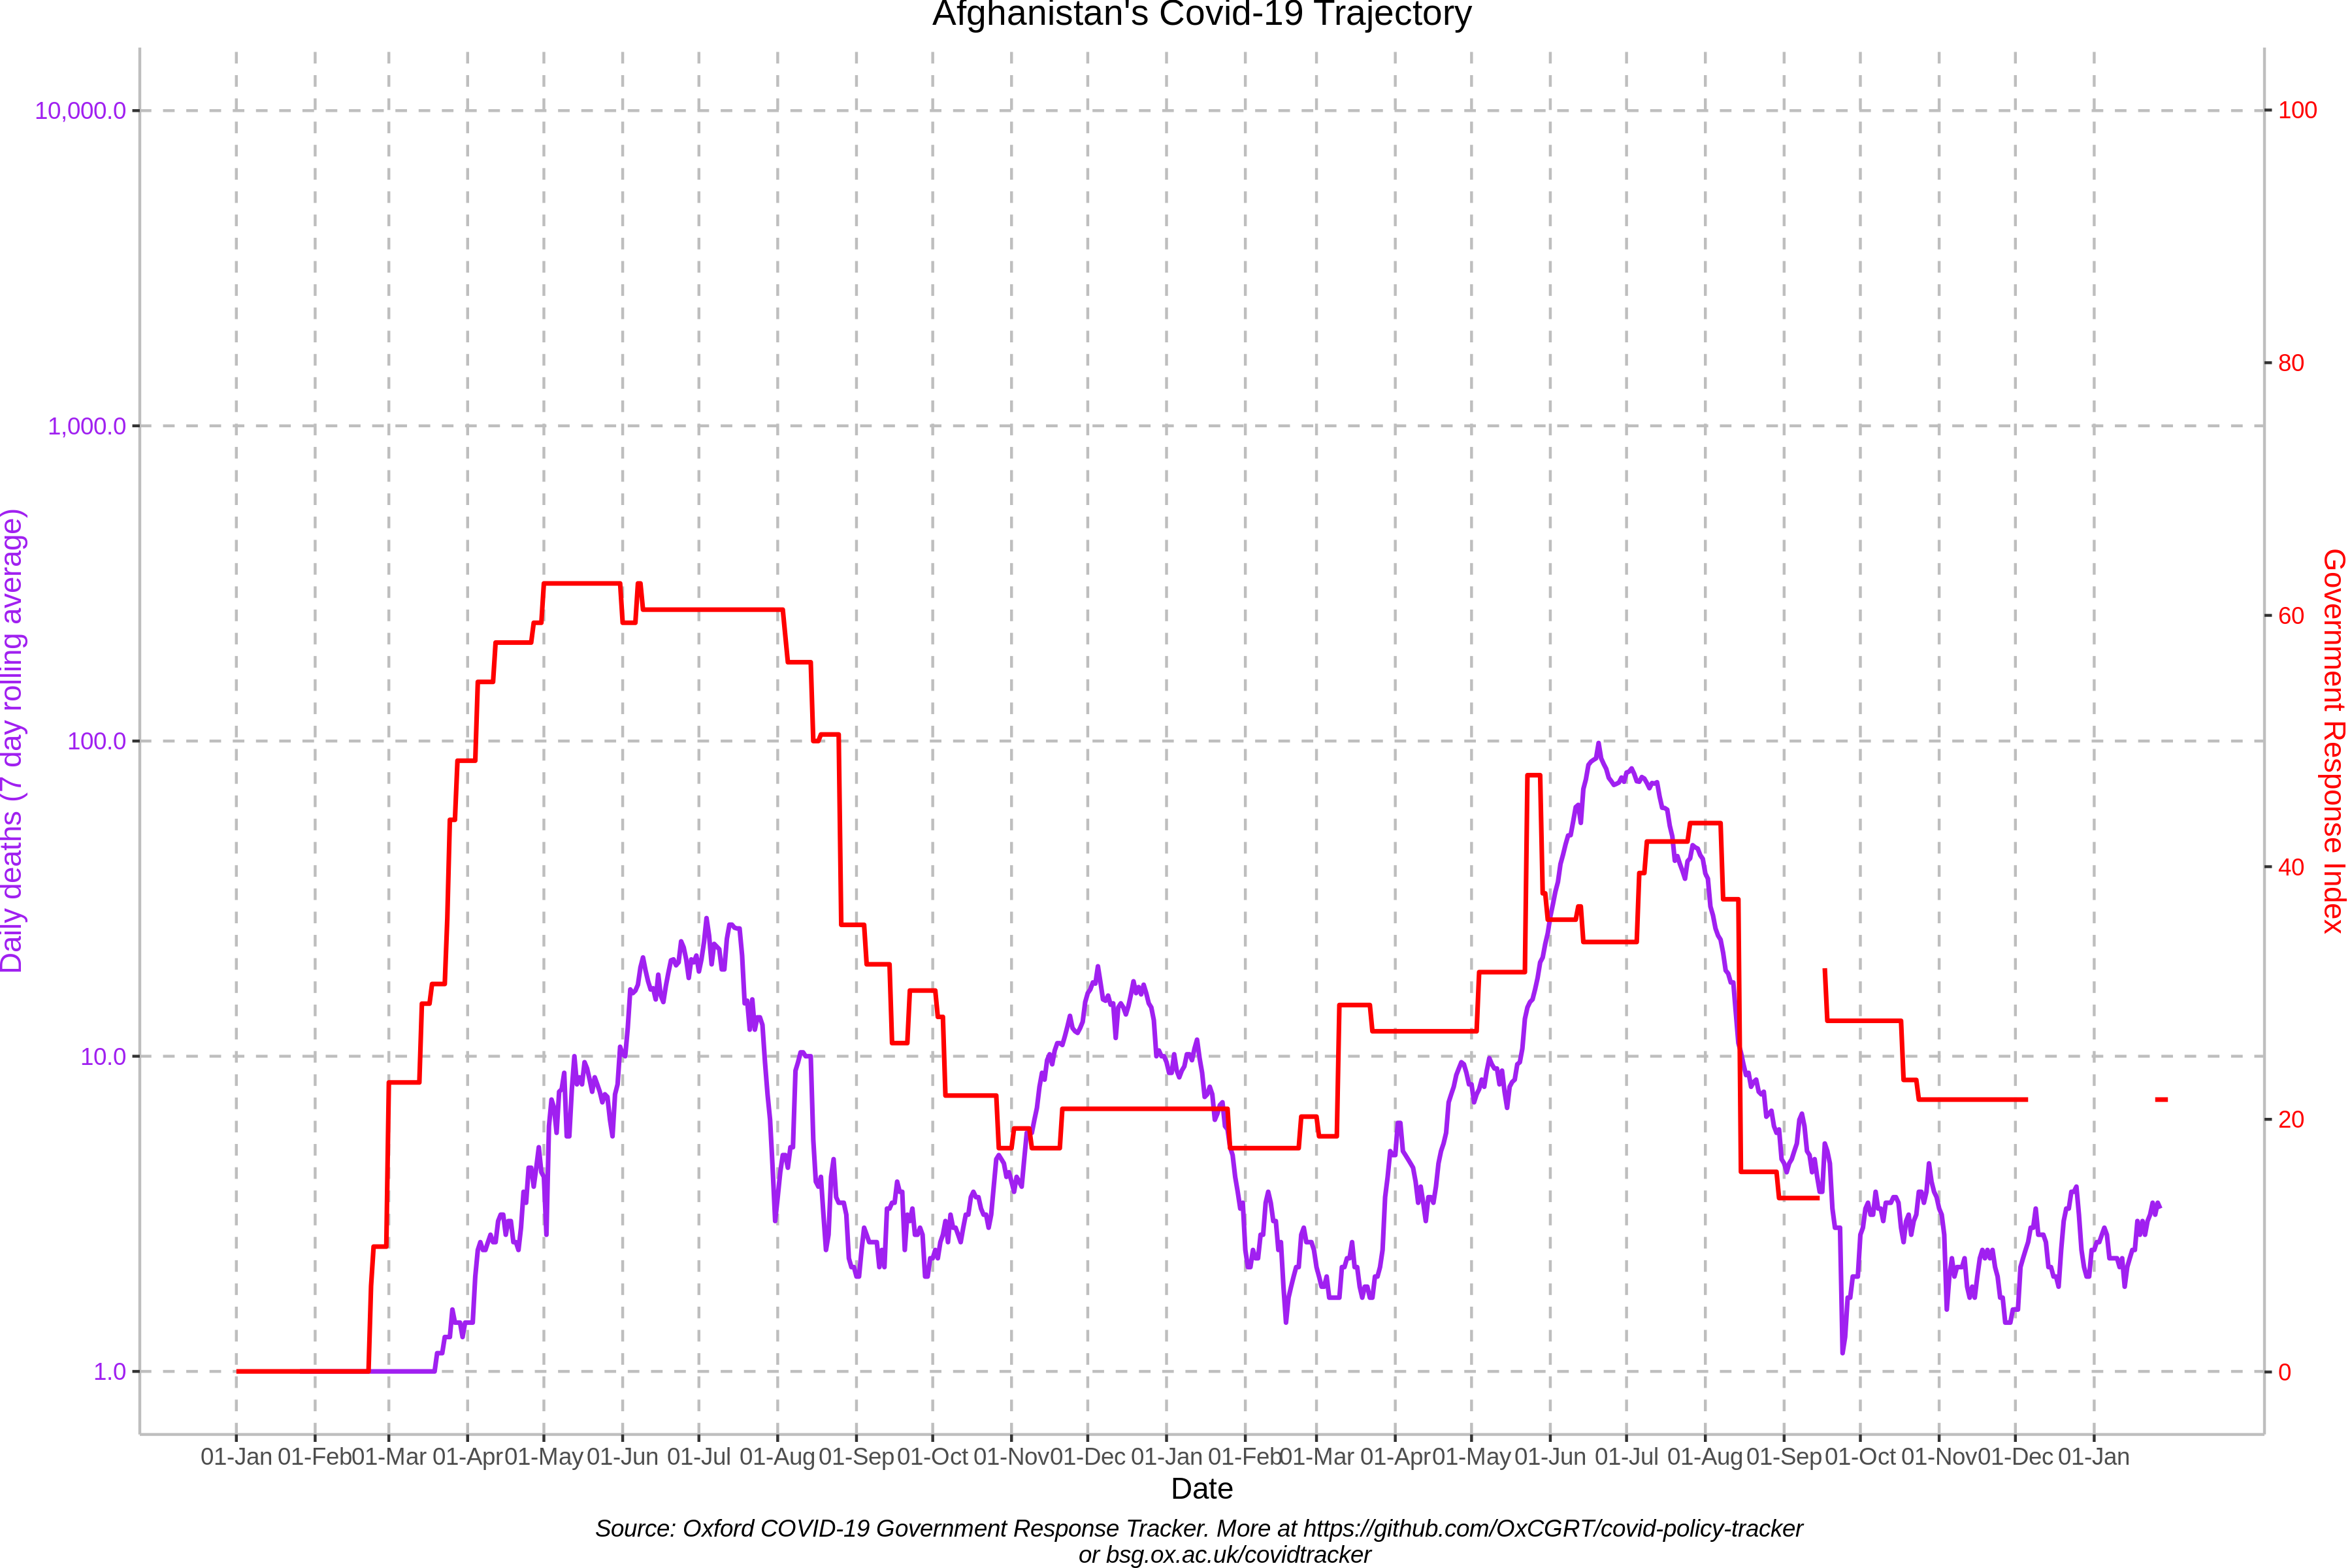 Afghanistan's Covid-19 Trajectory
10,000.0
1,000.0
100.0
10.0
1.0
Daily deaths (7 day rolling average)
100
80
60
40
20
0
Government Response Index
01-Jan 01-Feb 01-Mar 01-Apr 01-May 01-Jun 01-Jul 01-Aug 01-Sep 01-Oct 01-Nov 01-Dec 01-Jan 01-Feb 01-Mar 01-Apr 01-May 01-Jun 01-Jul 01-Aug 01-Sep 01-Oct 01-Nov 01-Dec 01-Jan
Date
Source: Oxford COVID-19 Government Response Tracker. More at https://github.com/OxCGRT/covid-policy-tracker
or bsg.ox.ac.uk/covidtracker